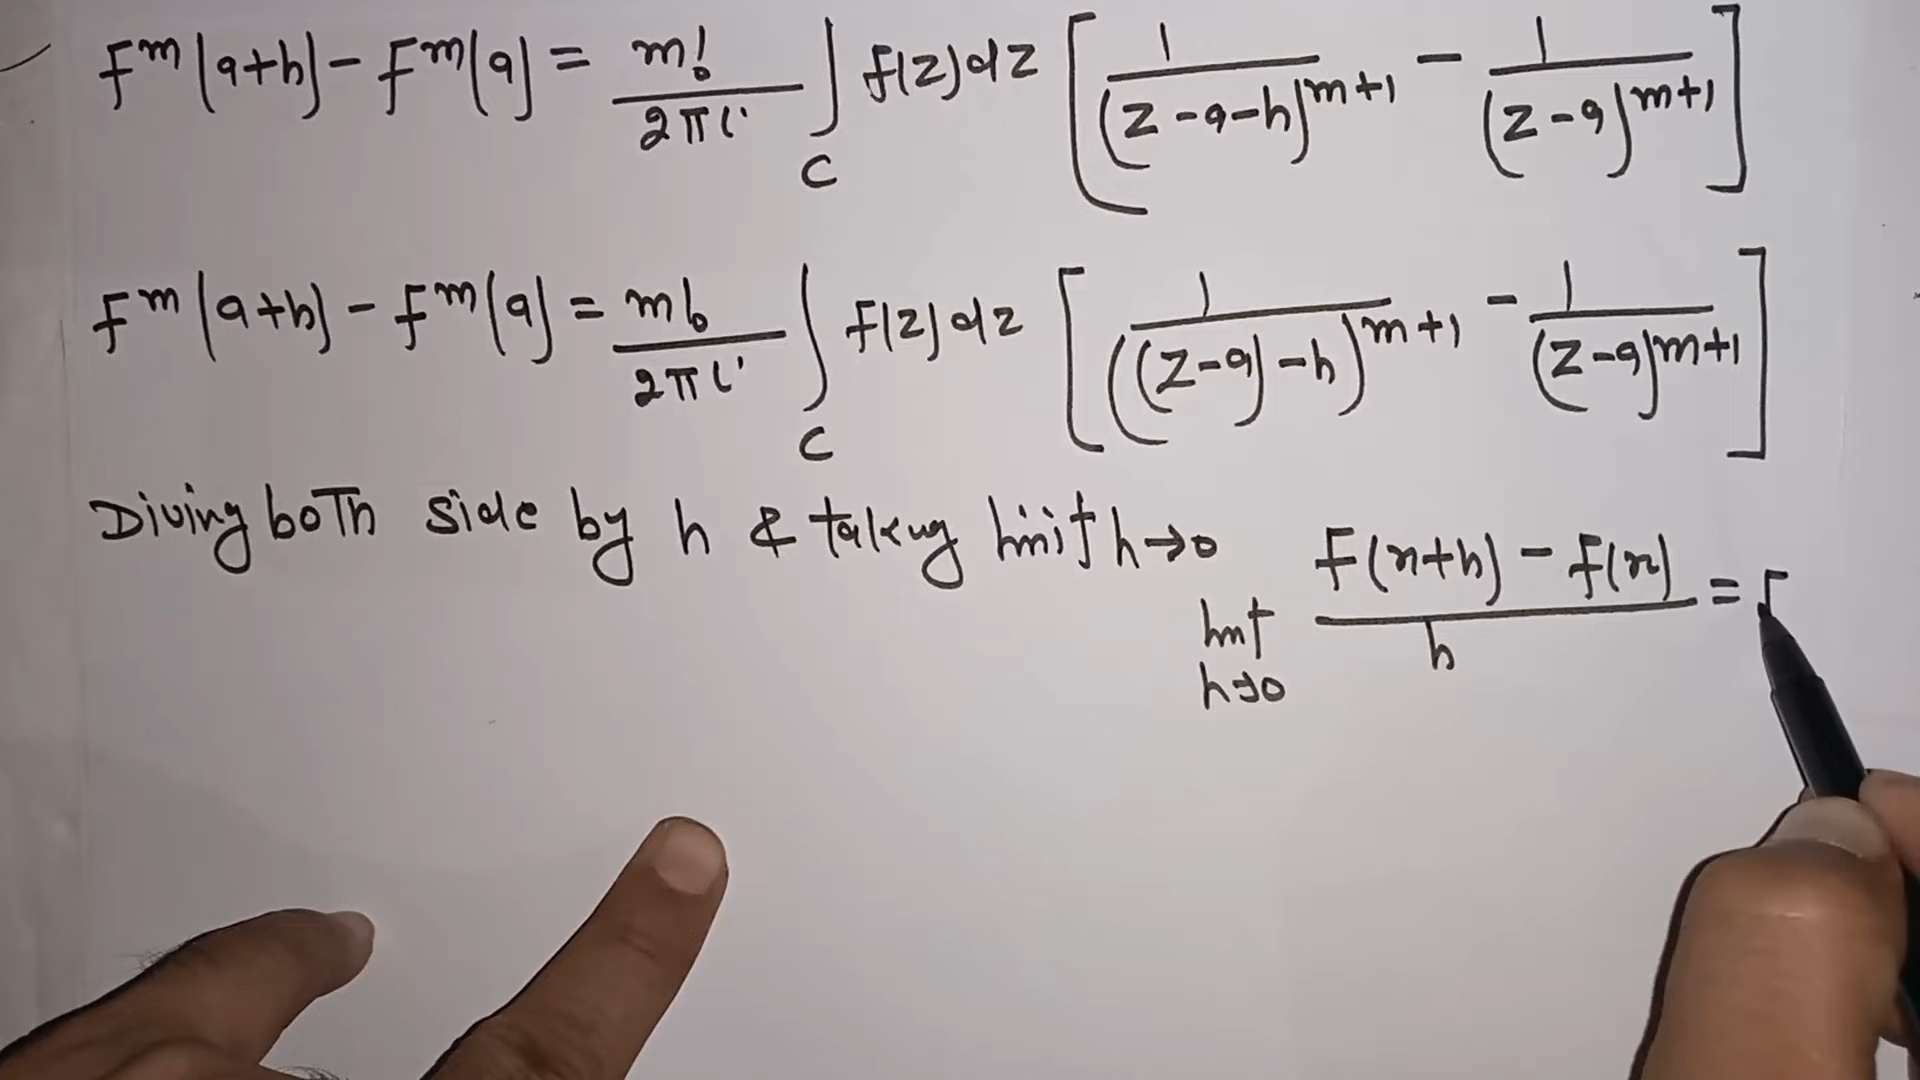 F^m(a+h) - F^m(a) = m!/2πi ∫_C f(z)dz [ 1/(z-a-h)^{m+1} - 1/(z-a)^{m+1} ]
F^m(a+h) - F^m(a) = m!/2πi ∫_C f(z)dz [ 1/((z-a)-h)^{m+1} - 1/(z-a)^{m+1} ]
Diving both side by h & taking limit h→0
limit h→0 F(x+h) - f(x)/h =